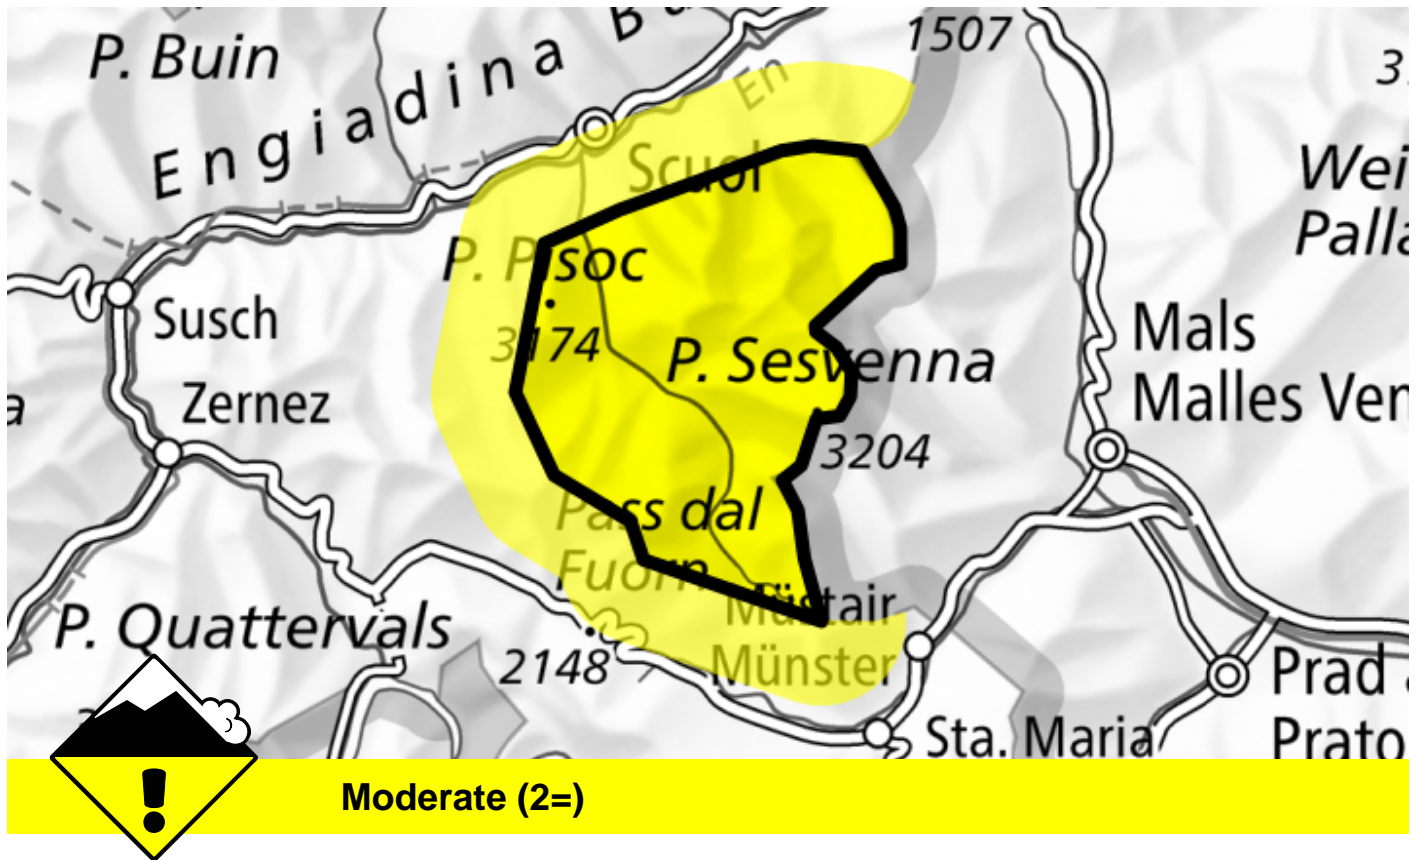 P. Buin
Engiadina B
1507
En
Scuol
P. Pisoc
3174
Susch
Zernez
P. Sesvenna
3204
Mals
Malles Ven
Wei
Palla
a
Pass dal
Fuorn
Müstair
Münster
P. Quattervals
2148
Sta. Maria
Prad a
Prato
!
Moderate (2=)